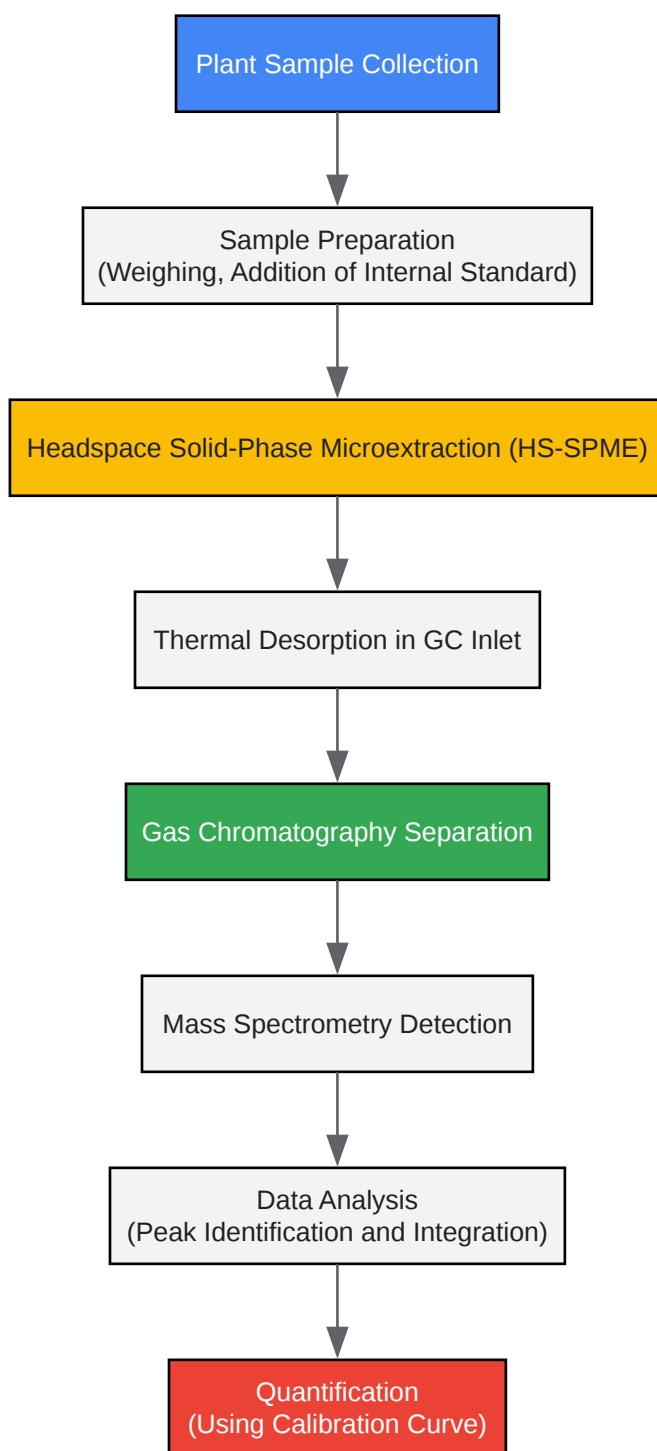 Plant Sample Collection
Sample Preparation
(Weighing, Addition of Internal Standard)
Headspace Solid-Phase Microextraction (HS-SPME)
Thermal Desorption in GC Inlet
Gas Chromatography Separation
Mass Spectrometry Detection
Data Analysis
(Peak Identification and Integration)
Quantification
(Using Calibration Curve)